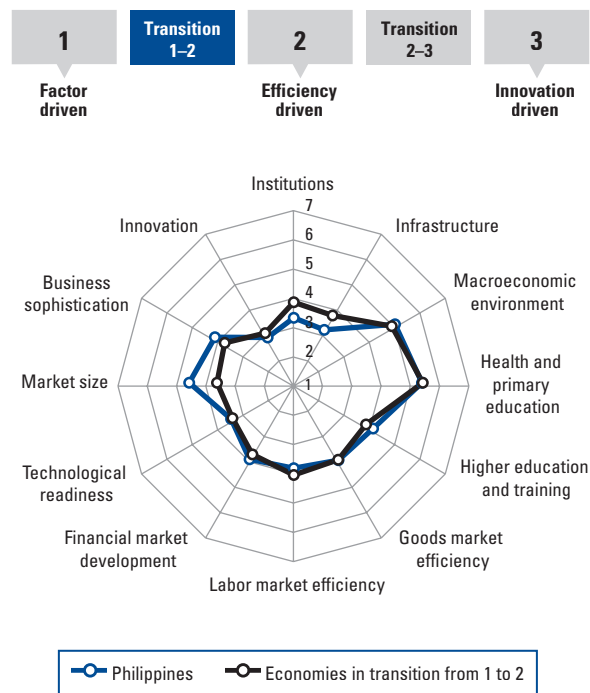 1
Transition
1–2
2
Transition
2–3
3
Factor
driven
Efficiency
driven
Innovation
driven
Institutions
7
6
5
4
3
2
1
Infrastructure
Macroeconomic
environment
Health and
primary
education
Higher education
and training
Goods market
efficiency
Labor market efficiency
Financial market
development
Technological
readiness
Market size
Business
sophistication
Innovation
Philippines
Economies in transition from 1 to 2